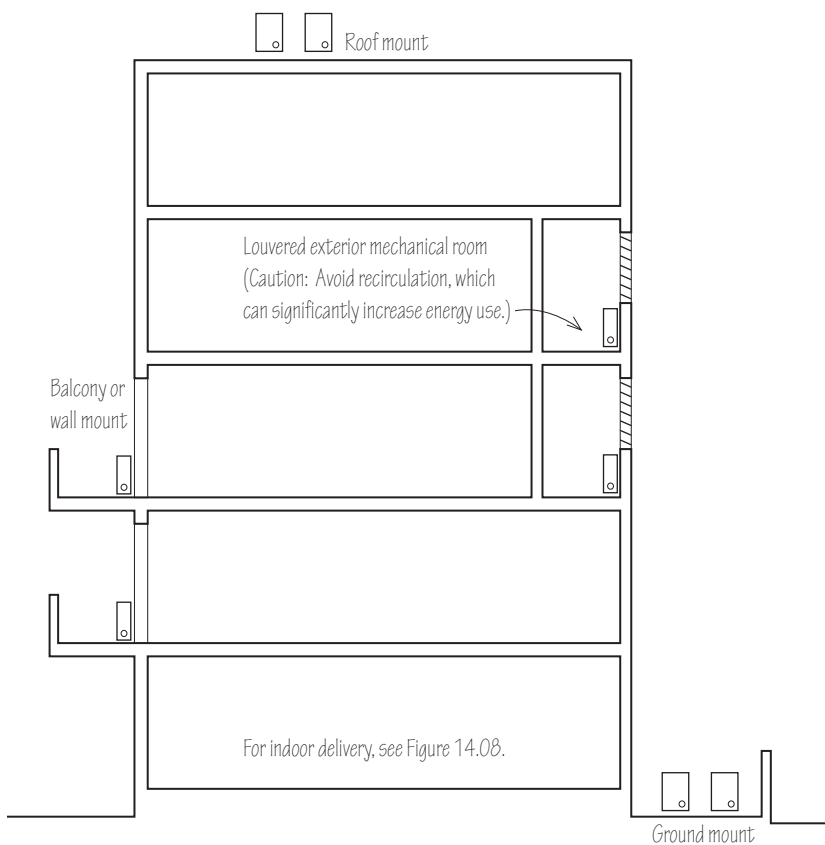 Roof mount
Louvered exterior mechanical room
(Caution: Avoid recirculation, which
can significantly increase energy use.)
Balcony or
wall mount
For indoor delivery, see Figure 14.08.
Ground mount